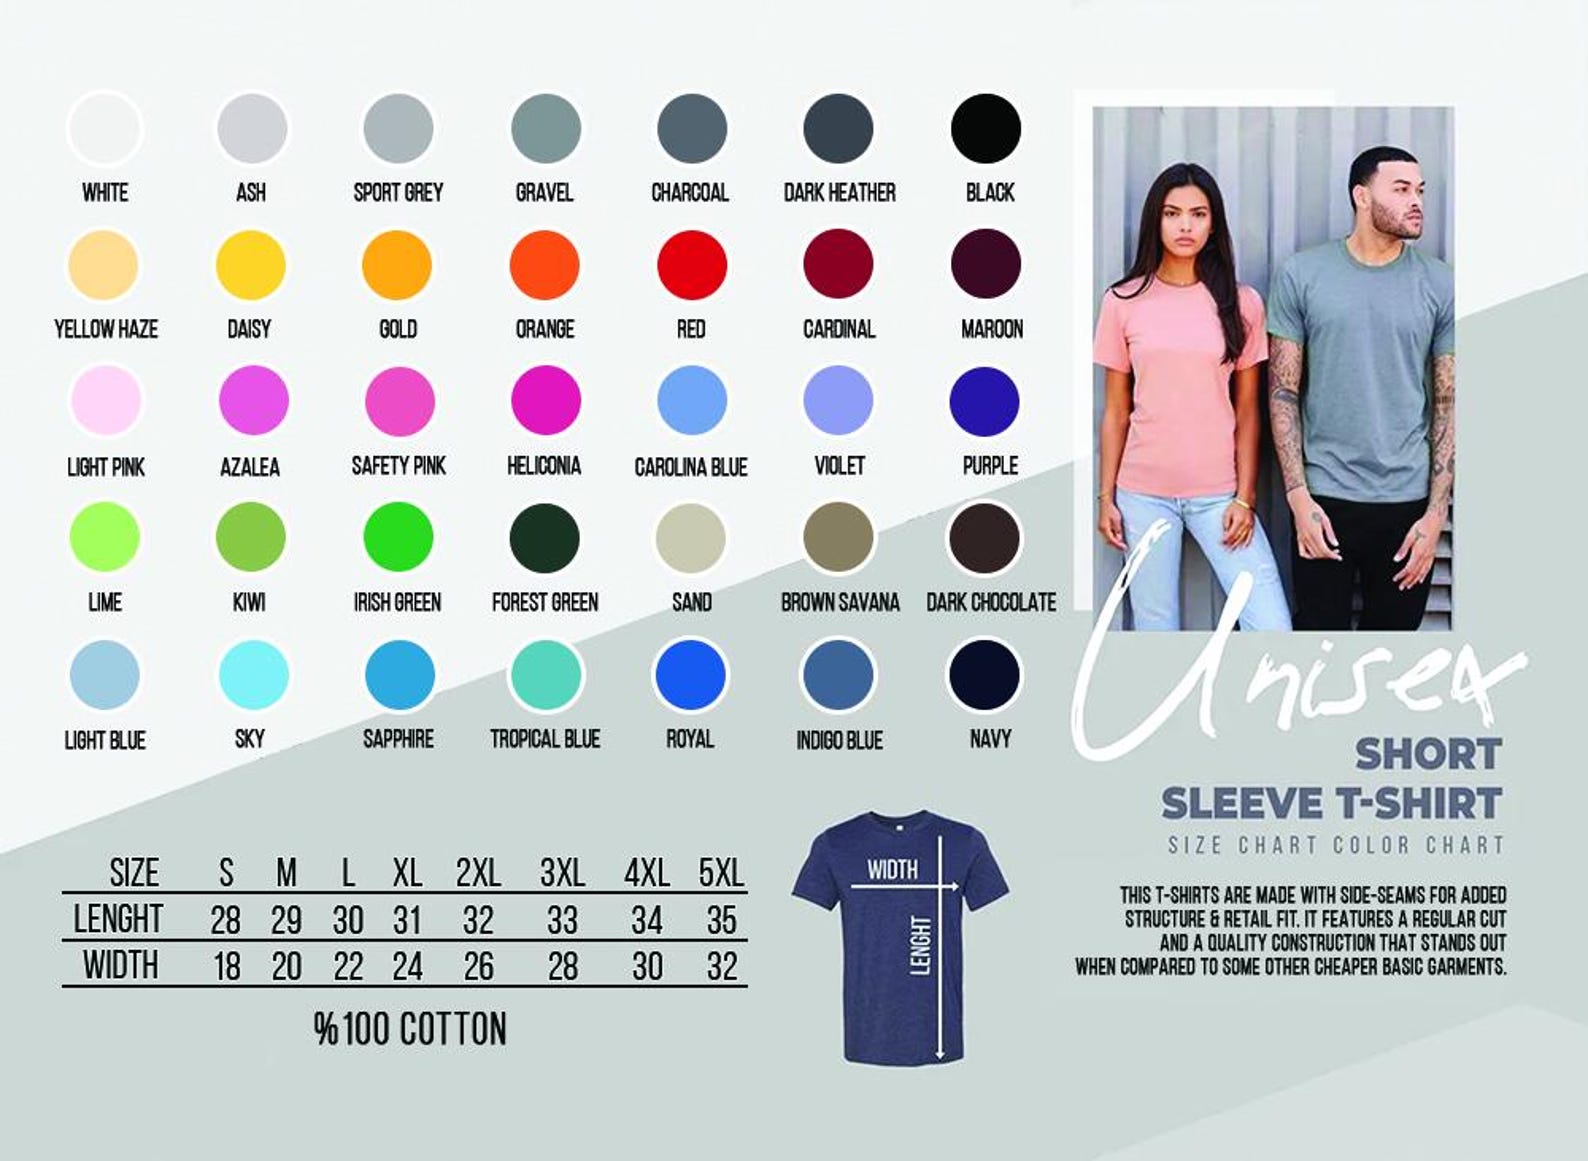 WHITE ASH SPORT GREY GRAVEL CHARCOAL DARK HEATHER BLACK
YELLOW HAZE DAISY GOLD ORANGE RED CARDINAL MAROON
LIGHT PINK AZALEA SAFETY PINK HELICONIA CAROLINA BLUE VIOLET PURPLE
LIME KIWI IRISH GREEN FOREST GREEN SAND BROWN SAVANA DARK CHOCOLATE
LIGHT BLUE SKY SAPPHIRE TROPICAL BLUE ROYAL INDIGO BLUE NAVY
SIZE S M L XL 2XL 3XL 4XL 5XL
LENGHT 28 29 30 31 32 33 34 35
WIDTH 18 20 22 24 26 28 30 32
%100 COTTON
WIDTH
LENGHT
Unisex
SHORT
SLEEVE T-SHIRT
SIZE CHART COLOR CHART
THIS T-SHIRTS ARE MADE WITH SIDE-SEAMS FOR ADDED
STRUCTURE & RETAIL FIT. IT FEATURES A REGULAR CUT
AND A QUALITY CONSTRUCTION THAT STANDS OUT
WHEN COMPARED TO SOME OTHER CHEAPER BASIC GARMENTS.